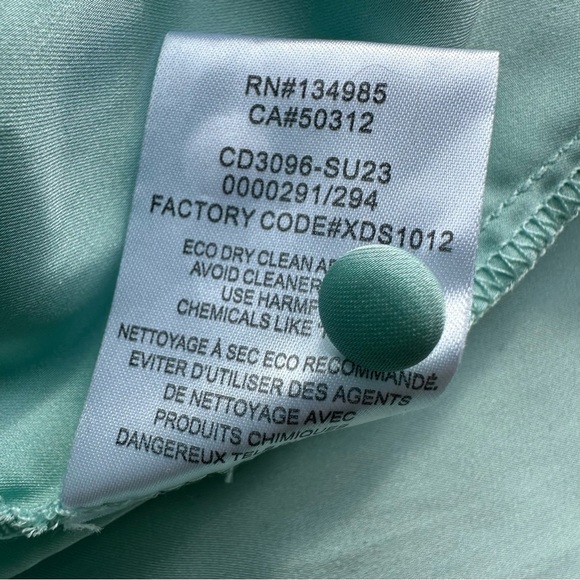 RN#134985
CA#50312
CD3096-SU23
0000291/294
FACTORY CODE#XDS1012
ECO DRY CLEAN
AVOID CLEANER
USE HARMF
CHEMICALS LIKE
NETTOYAGE À SEC ECO RECOMMANDÉ,
EVITER D'UTILISER DES AGENTS
DE NETTOYAGE AVEC
PRODUITS CHIMIQUES
DANGEREUX